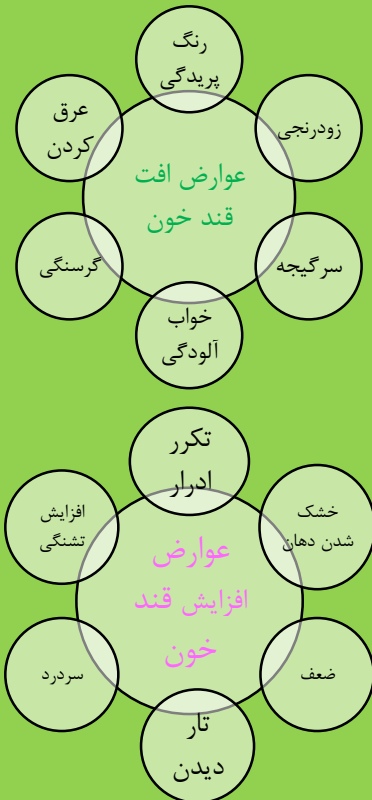 رنگ
پریدگی
زودرنجی
سرگیجه
خواب
آلودگی
گرسنگی
عرق
کردن
عوارض افت
قند خون
تکرر
ادرار
خشک
شدن دهان
ضعف
تار
دیدن
سردرد
افزایش
تشنگی
عوارض
افزایش قند
خون